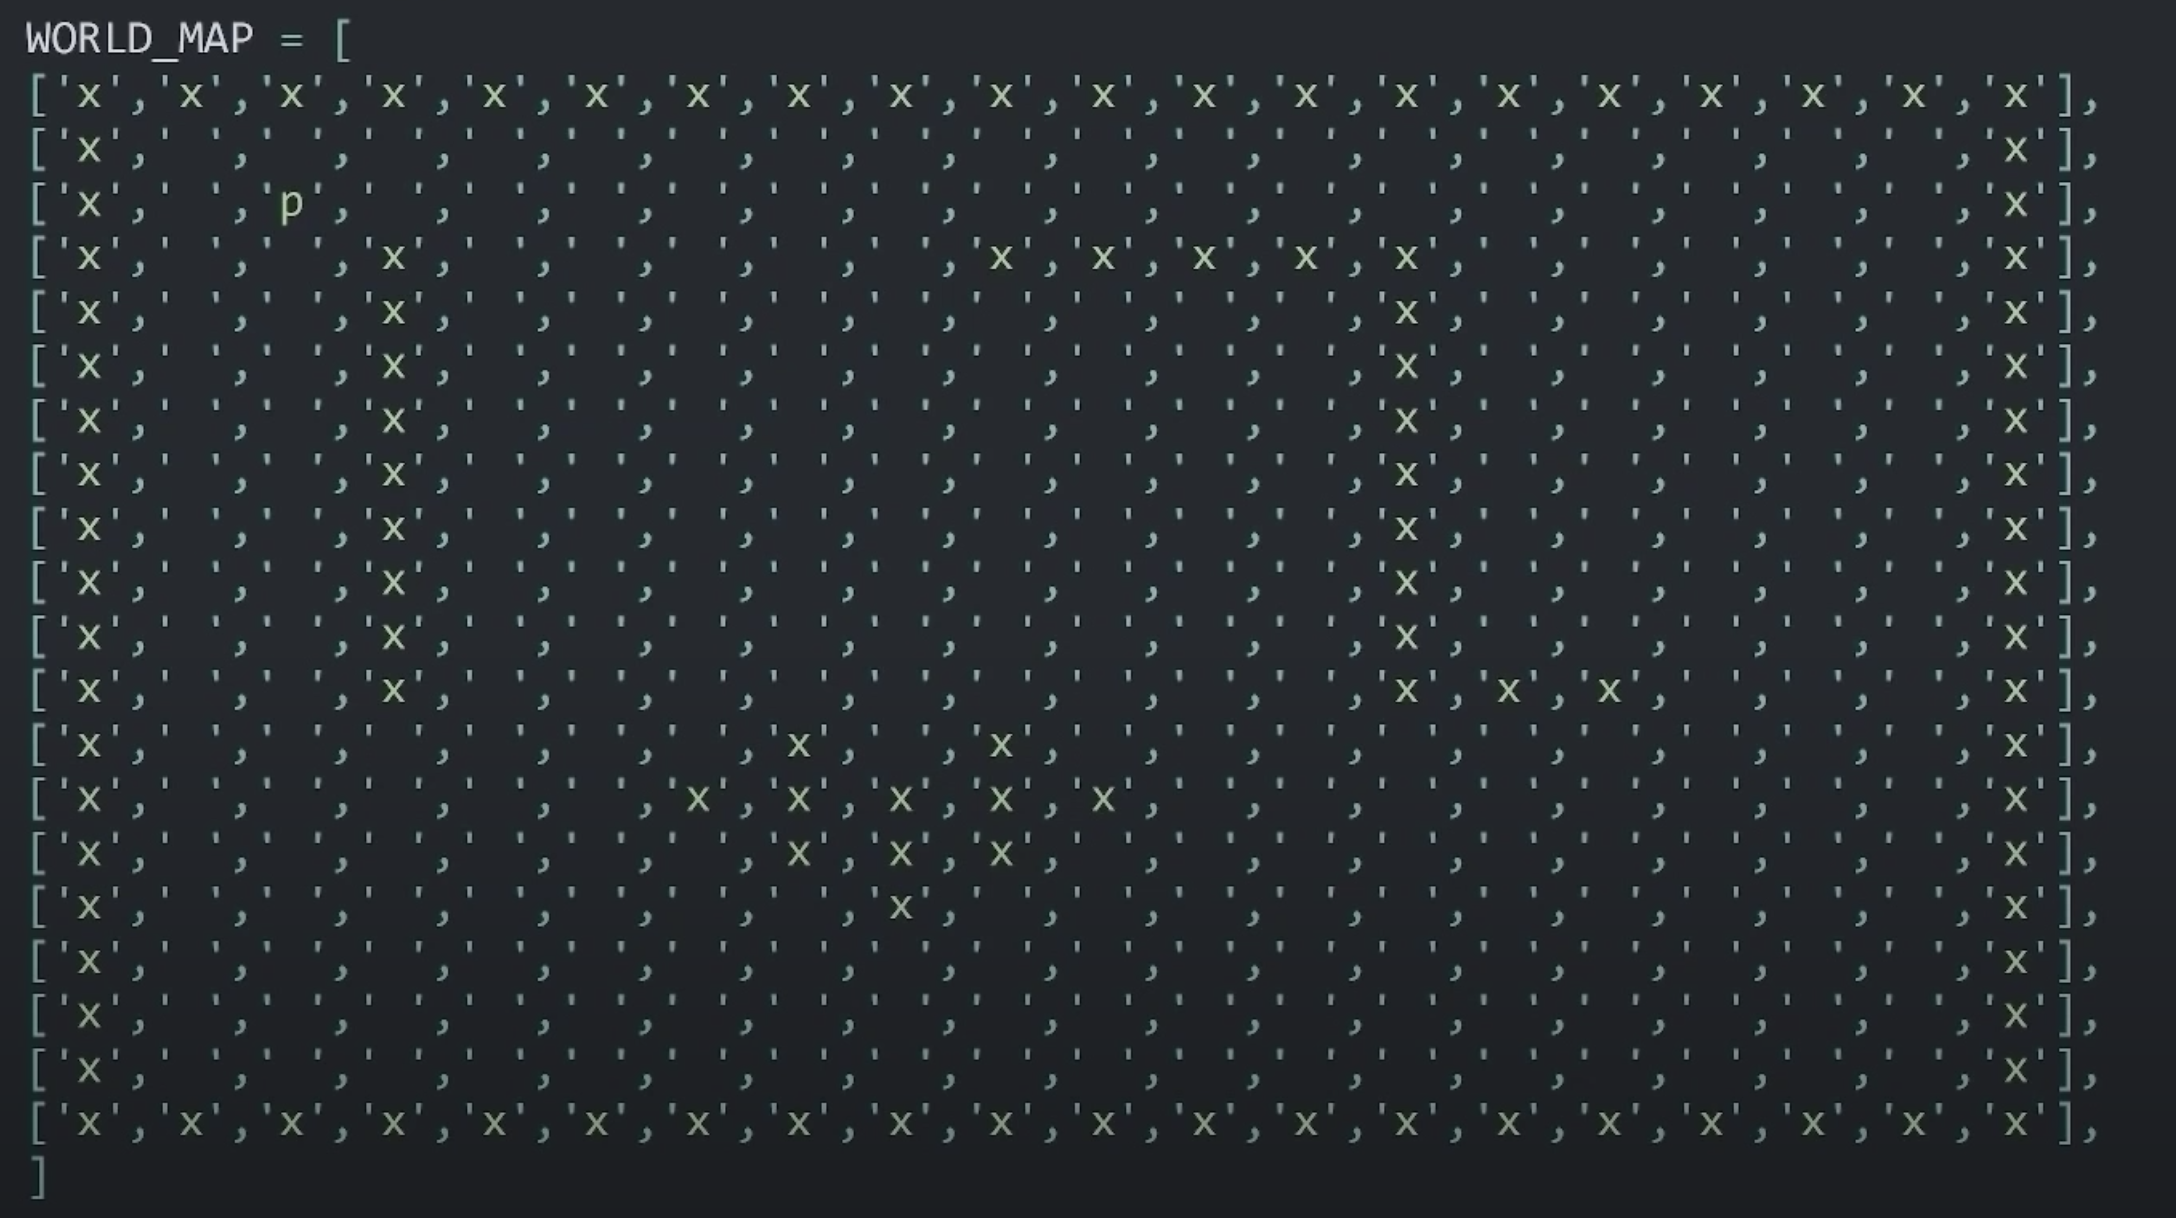 WORLD_MAP = [
['x','x','x','x','x','x','x','x','x','x','x','x','x','x','x','x','x','x','x','x'],
['x',' ',' ',' ',' ',' ',' ',' ',' ',' ',' ',' ',' ',' ',' ',' ',' ',' ',' ','x'],
['x',' ','p',' ',' ',' ',' ',' ',' ',' ',' ',' ',' ',' ',' ',' ',' ',' ',' ','x'],
['x',' ',' ','x',' ',' ',' ',' ',' ','x','x','x','x','x',' ',' ',' ',' ',' ','x'],
['x',' ',' ','x',' ',' ',' ',' ',' ',' ',' ',' ',' ','x',' ',' ',' ',' ',' ','x'],
['x',' ',' ','x',' ',' ',' ',' ',' ',' ',' ',' ',' ','x',' ',' ',' ',' ',' ','x'],
['x',' ',' ','x',' ',' ',' ',' ',' ',' ',' ',' ',' ','x',' ',' ',' ',' ',' ','x'],
['x',' ',' ','x',' ',' ',' ',' ',' ',' ',' ',' ',' ','x',' ',' ',' ',' ',' ','x'],
['x',' ',' ','x',' ',' ',' ',' ',' ',' ',' ',' ',' ','x',' ',' ',' ',' ',' ','x'],
['x',' ',' ','x',' ',' ',' ',' ',' ',' ',' ',' ',' ','x',' ',' ',' ',' ',' ','x'],
['x',' ',' ','x',' ',' ',' ',' ',' ',' ',' ',' ',' ','x',' ',' ',' ',' ',' ','x'],
['x',' ',' ','x',' ',' ',' ',' ',' ',' ',' ',' ',' ','x','x','x',' ',' ',' ','x'],
['x',' ',' ',' ',' ',' ',' ','x',' ','x',' ',' ',' ',' ',' ',' ',' ',' ',' ','x'],
['x',' ',' ',' ',' ',' ','x','x','x','x','x',' ',' ',' ',' ',' ',' ',' ',' ','x'],
['x',' ',' ',' ',' ',' ',' ','x','x','x',' ',' ',' ',' ',' ',' ',' ',' ',' ','x'],
['x',' ',' ',' ',' ',' ',' ',' ','x',' ',' ',' ',' ',' ',' ',' ',' ',' ',' ','x'],
['x',' ',' ',' ',' ',' ',' ',' ',' ',' ',' ',' ',' ',' ',' ',' ',' ',' ',' ','x'],
['x',' ',' ',' ',' ',' ',' ',' ',' ',' ',' ',' ',' ',' ',' ',' ',' ',' ',' ','x'],
['x',' ',' ',' ',' ',' ',' ',' ',' ',' ',' ',' ',' ',' ',' ',' ',' ',' ',' ','x'],
['x','x','x','x','x','x','x','x','x','x','x','x','x','x','x','x','x','x','x','x'],
]